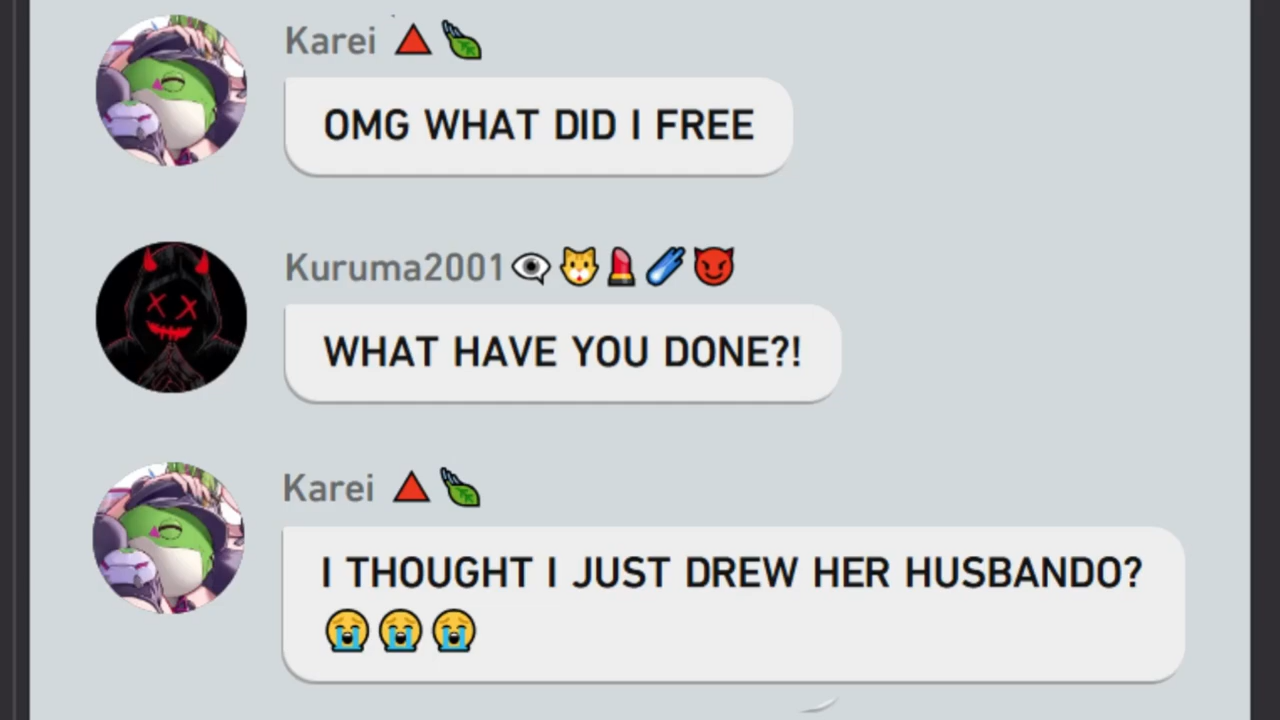 Karei 🔺
OMG WHAT DID I FREE
Kuruma2001👁️‍🗨️🐱💄☄️😈
WHAT HAVE YOU DONE?!
Karei 🔺
I THOUGHT I JUST DREW HER HUSBANDO?
😭😭😭